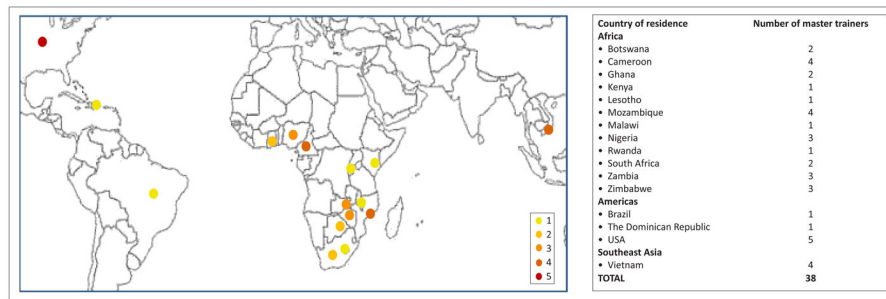 1
2
3
4
5
Country of residence Number of master trainers
Africa
• Botswana 2
• Cameroon 4
• Ghana 2
• Kenya 1
• Lesotho 1
• Mozambique 4
• Malawi 1
• Nigeria 3
• Rwanda 1
• South Africa 2
• Zambia 3
• Zimbabwe 3
Americas
• Brazil 1
• The Dominican Republic 1
• USA 5
Southeast Asia
• Vietnam 4
TOTAL 38